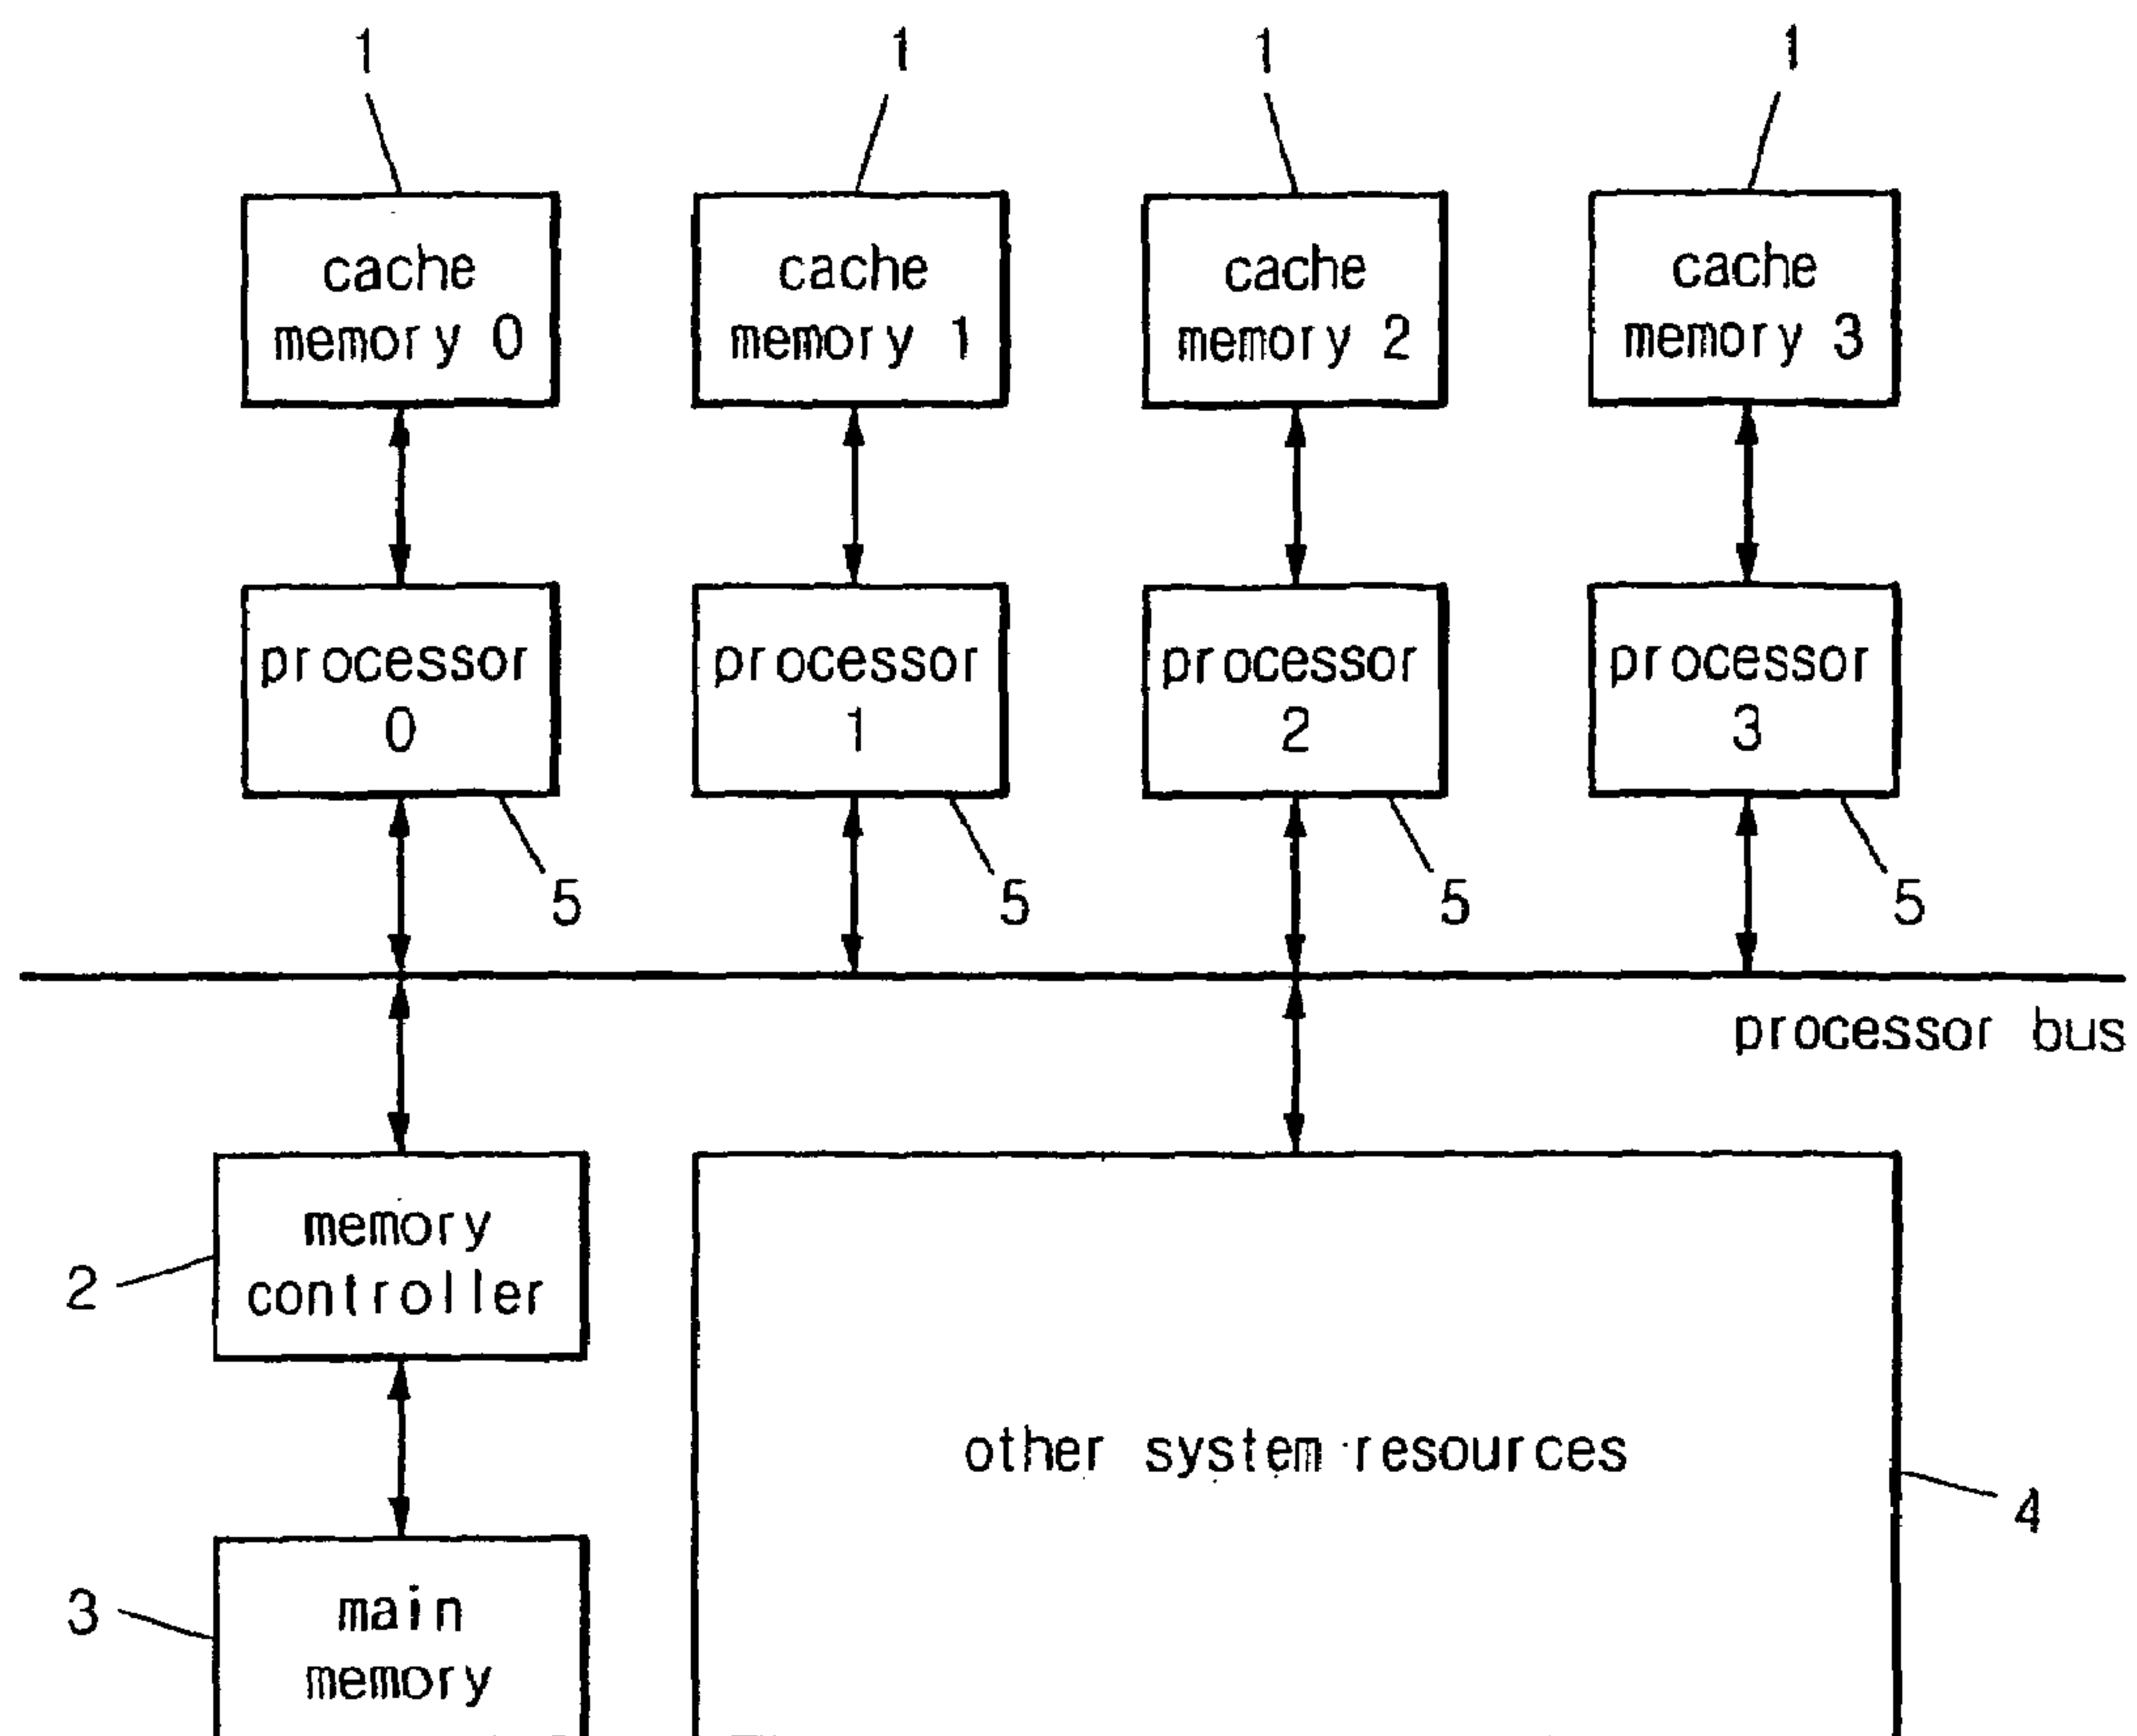 1
1
1
1
cache
memory 0
cache
memory 1
cache
memory 2
cache
memory 3
processor
0
processor
1
processor
2
processor
3
5
5
5
5
processor bus
memory
controller
2
other system resources
4
3
main
memory